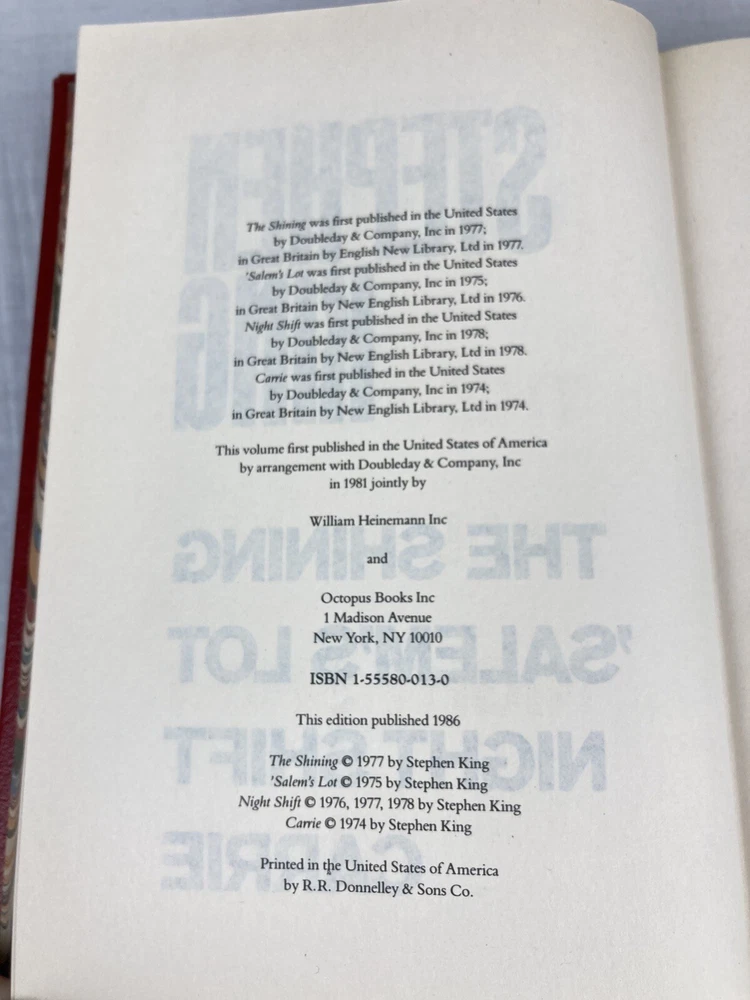 The Shining was first published in the United States
by Doubleday & Company, Inc in 1977;
in Great Britain by English New Library, Ltd in 1977.
'Salem's Lot was first published in the United States
by Doubleday & Company, Inc in 1975;
in Great Britain by New English Library, Ltd in 1976.
Night Shift was first published in the United States
by Doubleday & Company, Inc in 1978;
in Great Britain by New English Library, Ltd in 1978.
Carrie was first published in the United States
by Doubleday & Company, Inc in 1974;
in Great Britain by New English Library, Ltd in 1974.
This volume first published in the United States of America
by arrangement with Doubleday & Company, Inc
in 1981 jointly by
William Heinemann Inc
and
Octopus Books Inc
1 Madison Avenue
New York, NY 10010
ISBN 1-55580-013-0
This edition published 1986
The Shining © 1977 by Stephen King
'Salem's Lot © 1975 by Stephen King
Night Shift © 1976, 1977, 1978 by Stephen King
Carrie © 1974 by Stephen King
Printed in the United States of America
by R.R. Donnelley & Sons Co.
STEPHEN
KING
THE SHINING
'SALEM'S LOT
NIGHT SHIFT
CARRIE